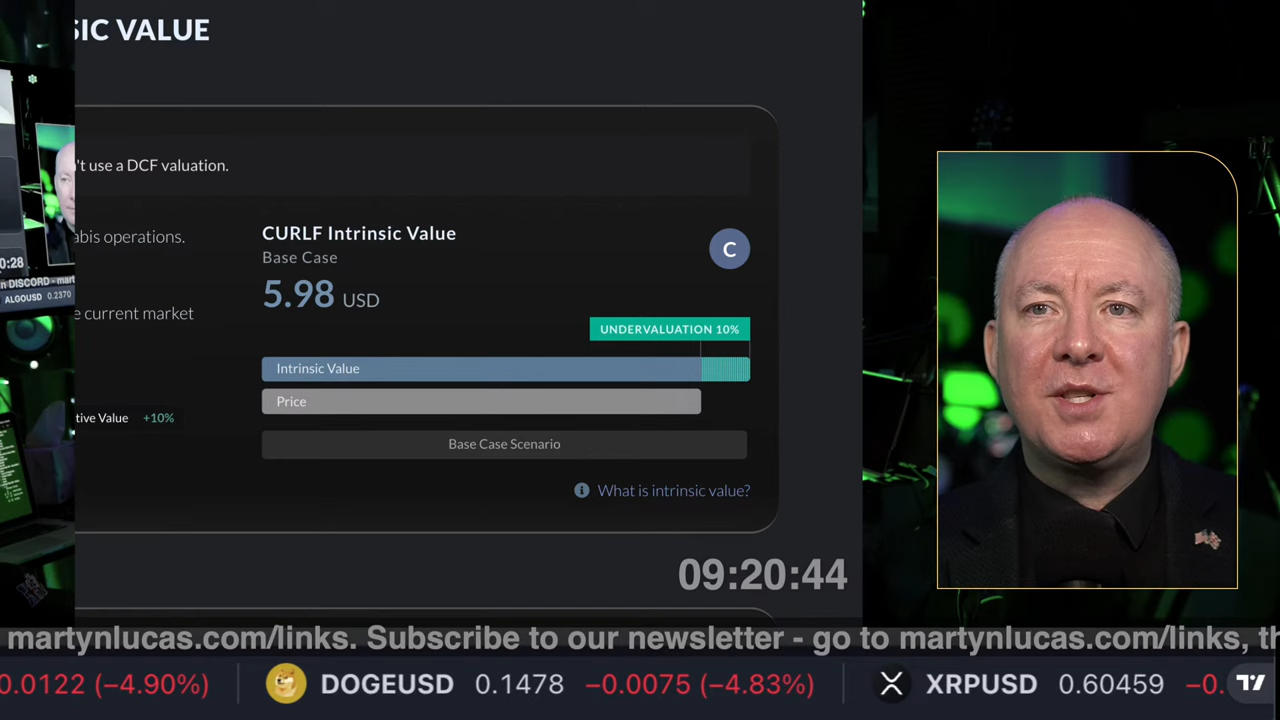 SIC VALUE
't use a DCF valuation.
abis operations.
CURLF Intrinsic Value
Base Case
C
5.98 USD
e current market
UNDERVALUATION 10%
Intrinsic Value
Price
tive Value +10%
Base Case Scenario
What is intrinsic value?
0:28
n DISCORD - mart
ALGOUSD 0.2370
09:20:44
martynlucas.com/links. Subscribe to our newsletter - go to martynlucas.com/links, th
0.0122 (−4.90%) DOGEUSD 0.1478 −0.0075 (−4.83%) XRPUSD 0.60459 −0.